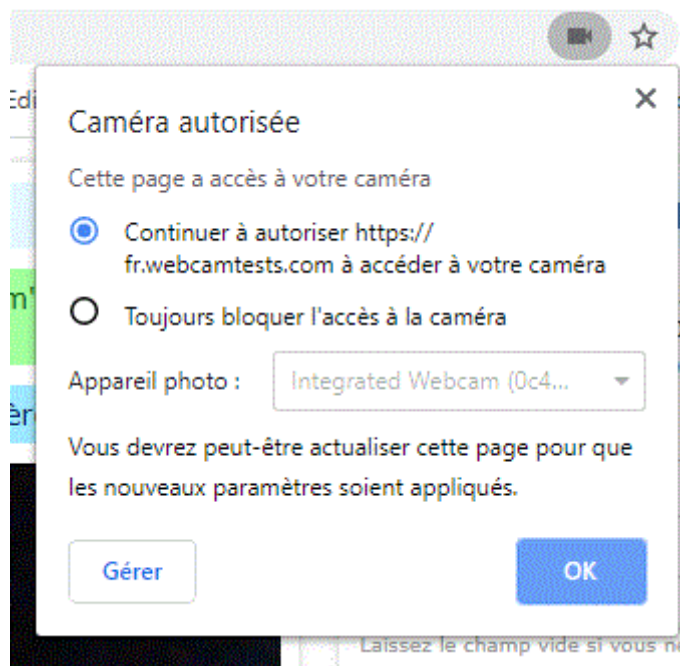 Edi
Caméra autorisée
Cette page a accès à votre caméra
Continuer à autoriser https://
fr.webcamtests.com à accéder à votre caméra
m'
Toujours bloquer l'accès à la caméra
Appareil photo :
Integrated Webcam (0c4...
èr
Vous devrez peut-être actualiser cette page pour que
les nouveaux paramètres soient appliqués.
Gérer
OK
Laissez le champ vide si vous